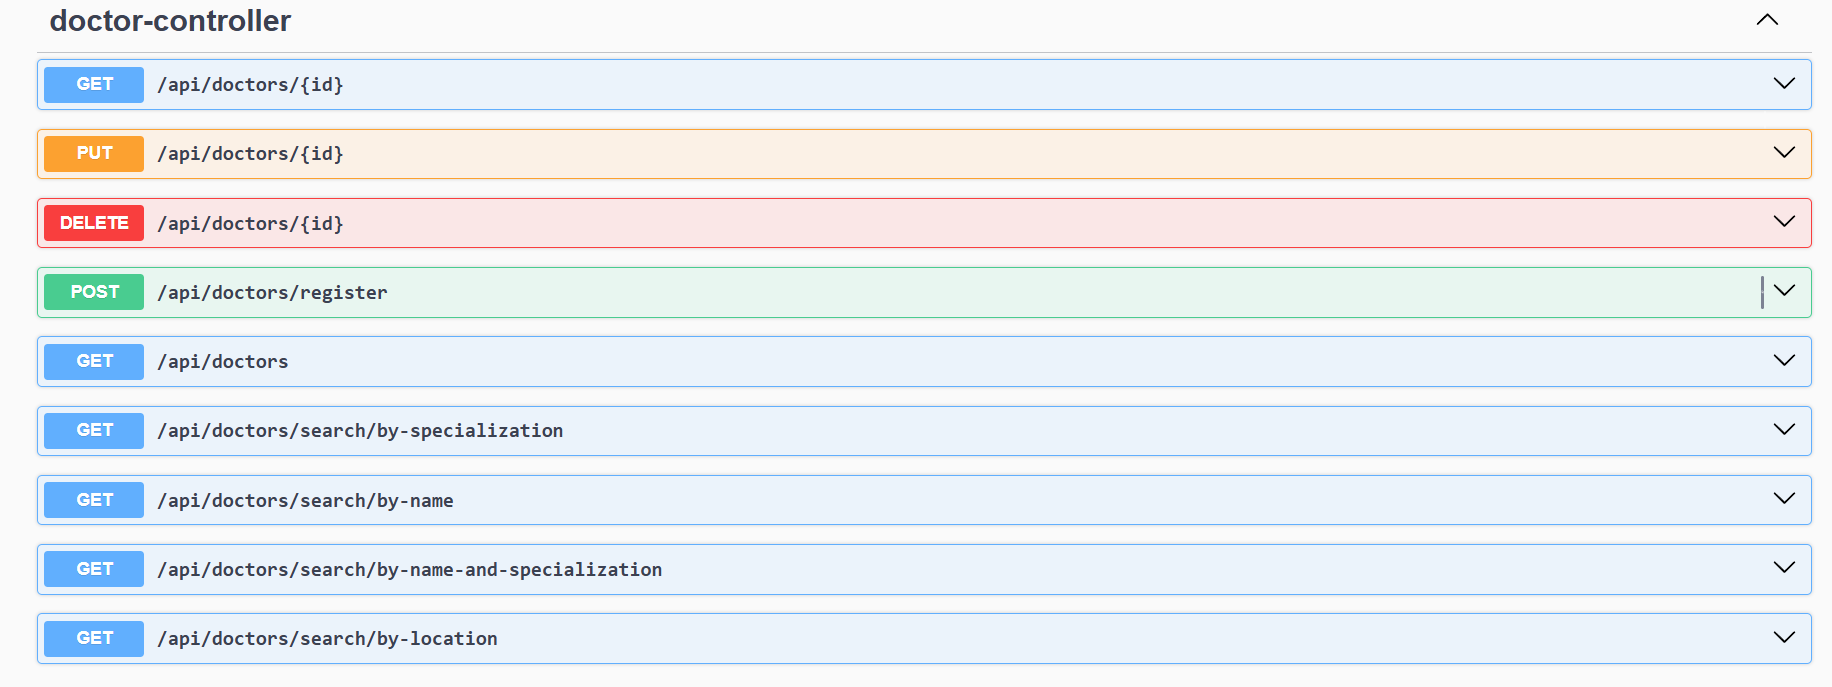 doctor-controller
GET /api/doctors/{id}
PUT /api/doctors/{id}
DELETE /api/doctors/{id}
POST /api/doctors/register
GET /api/doctors
GET /api/doctors/search/by-specialization
GET /api/doctors/search/by-name
GET /api/doctors/search/by-name-and-specialization
GET /api/doctors/search/by-location